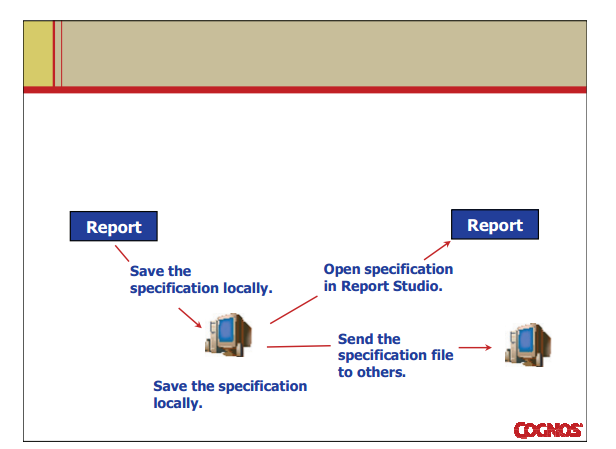 Report
Report
Save the
specification locally.
Open specification
in Report Studio.
Send the
specification file
to others.
Save the specification
locally.
COGNOS